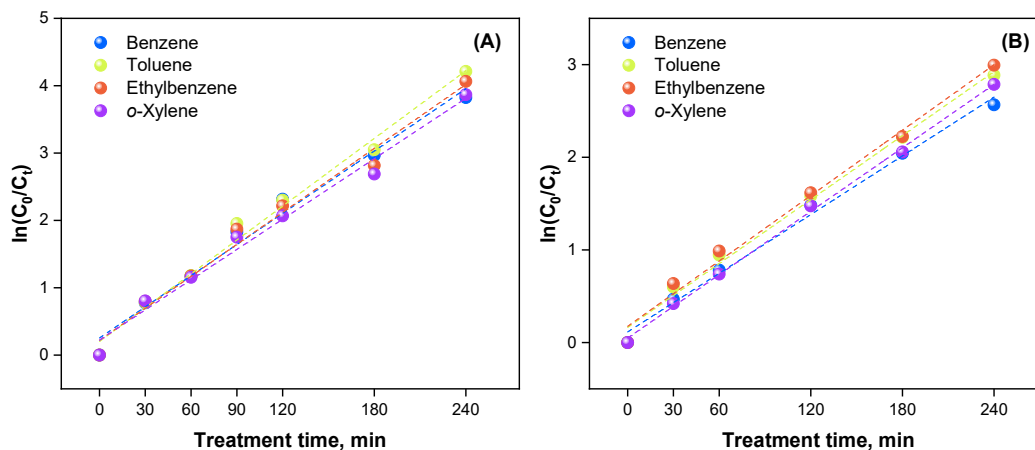 (A)
Benzene
Toluene
Ethylbenzene
o-Xylene
ln(C₀/Cₜ)
5
4
3
2
1
0
0 30 60 90 120 180 240
Treatment time, min
(B)
Benzene
Toluene
Ethylbenzene
o-Xylene
ln(C₀/Cₜ)
3
2
1
0
0 30 60 120 180 240
Treatment time, min